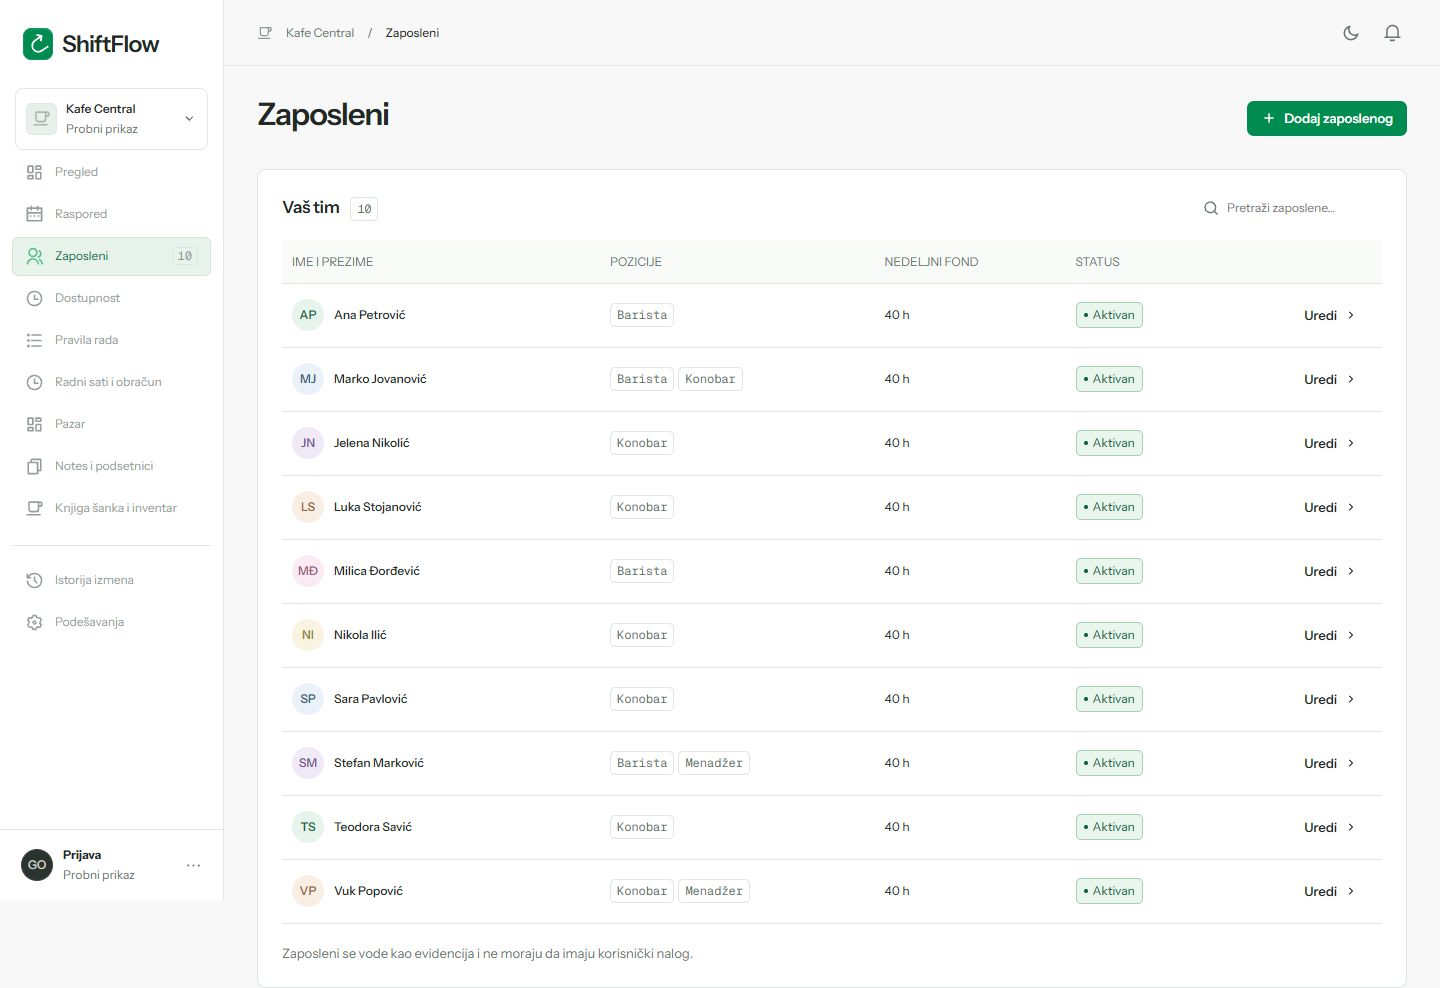 ShiftFlow
Kafe Central
Probni prikaz
Pregled
Raspored
Zaposleni 10
Dostupnost
Pravila rada
Radni sati i obračun
Pazar
Notes i podsetnici
Knjiga šanka i inventar
Istorija izmena
Podešavanja
GO Prijava
Probni prikaz
...
Kafe Central / Zaposleni
Zaposleni
+ Dodaj zaposlenog
Vaš tim 10
Pretraži zaposlene...
IME I PREZIME POZICIJE NEDELJNI FOND STATUS
AP Ana Petrović Barista 40 h • Aktivan Uredi
MJ Marko Jovanović Barista Konobar 40 h • Aktivan Uredi
JN Jelena Nikolić Konobar 40 h • Aktivan Uredi
LS Luka Stojanović Konobar 40 h • Aktivan Uredi
MĐ Milica Đorđević Barista 40 h • Aktivan Uredi
NI Nikola Ilić Konobar 40 h • Aktivan Uredi
SP Sara Pavlović Konobar 40 h • Aktivan Uredi
SM Stefan Marković Barista Menadžer 40 h • Aktivan Uredi
TS Teodora Savić Konobar 40 h • Aktivan Uredi
VP Vuk Popović Konobar Menadžer 40 h • Aktivan Uredi
Zaposleni se vode kao evidencija i ne moraju da imaju korisnički nalog.